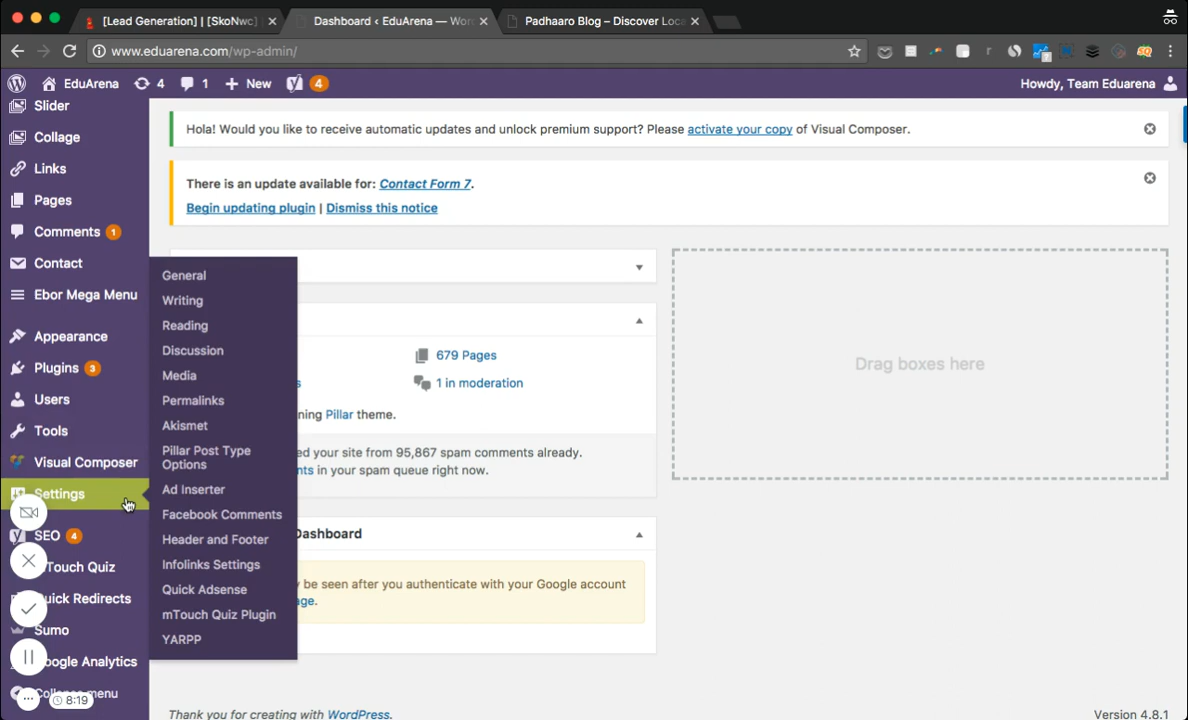 [Lead Generation] | [SkoNwc]
Dashboard ‹ EduArena — Wor
Padhaaro Blog – Discover Loca
www.eduarena.com/wp-admin/
EduArena 4 1 New 4
Howdy, Team Eduarena
Slider
Collage
Links
Pages
Comments 1
Contact
Ebor Mega Menu
Appearance
Plugins 3
Users
Tools
Visual Composer
Settings
SEO 4
Touch Quiz
uick Redirects
Sumo
oogle Analytics
Collapse menu
8:19
General
Writing
Reading
Discussion
Media
Permalinks
Akismet
Pillar Post Type
Options
Ad Inserter
Facebook Comments
Header and Footer
Infolinks Settings
Quick Adsense
mTouch Quiz Plugin
YARPP
Hola! Would you like to receive automatic updates and unlock premium support? Please activate your copy of Visual Composer.
There is an update available for: Contact Form 7.
Begin updating plugin | Dismiss this notice
679 Pages
s 1 in moderation
ning Pillar theme.
ed your site from 95,867 spam comments already.
nts in your spam queue right now.
Dashboard
be seen after you authenticate with your Google account
age.
Drag boxes here
Thank you for creating with WordPress.
Version 4.8.1